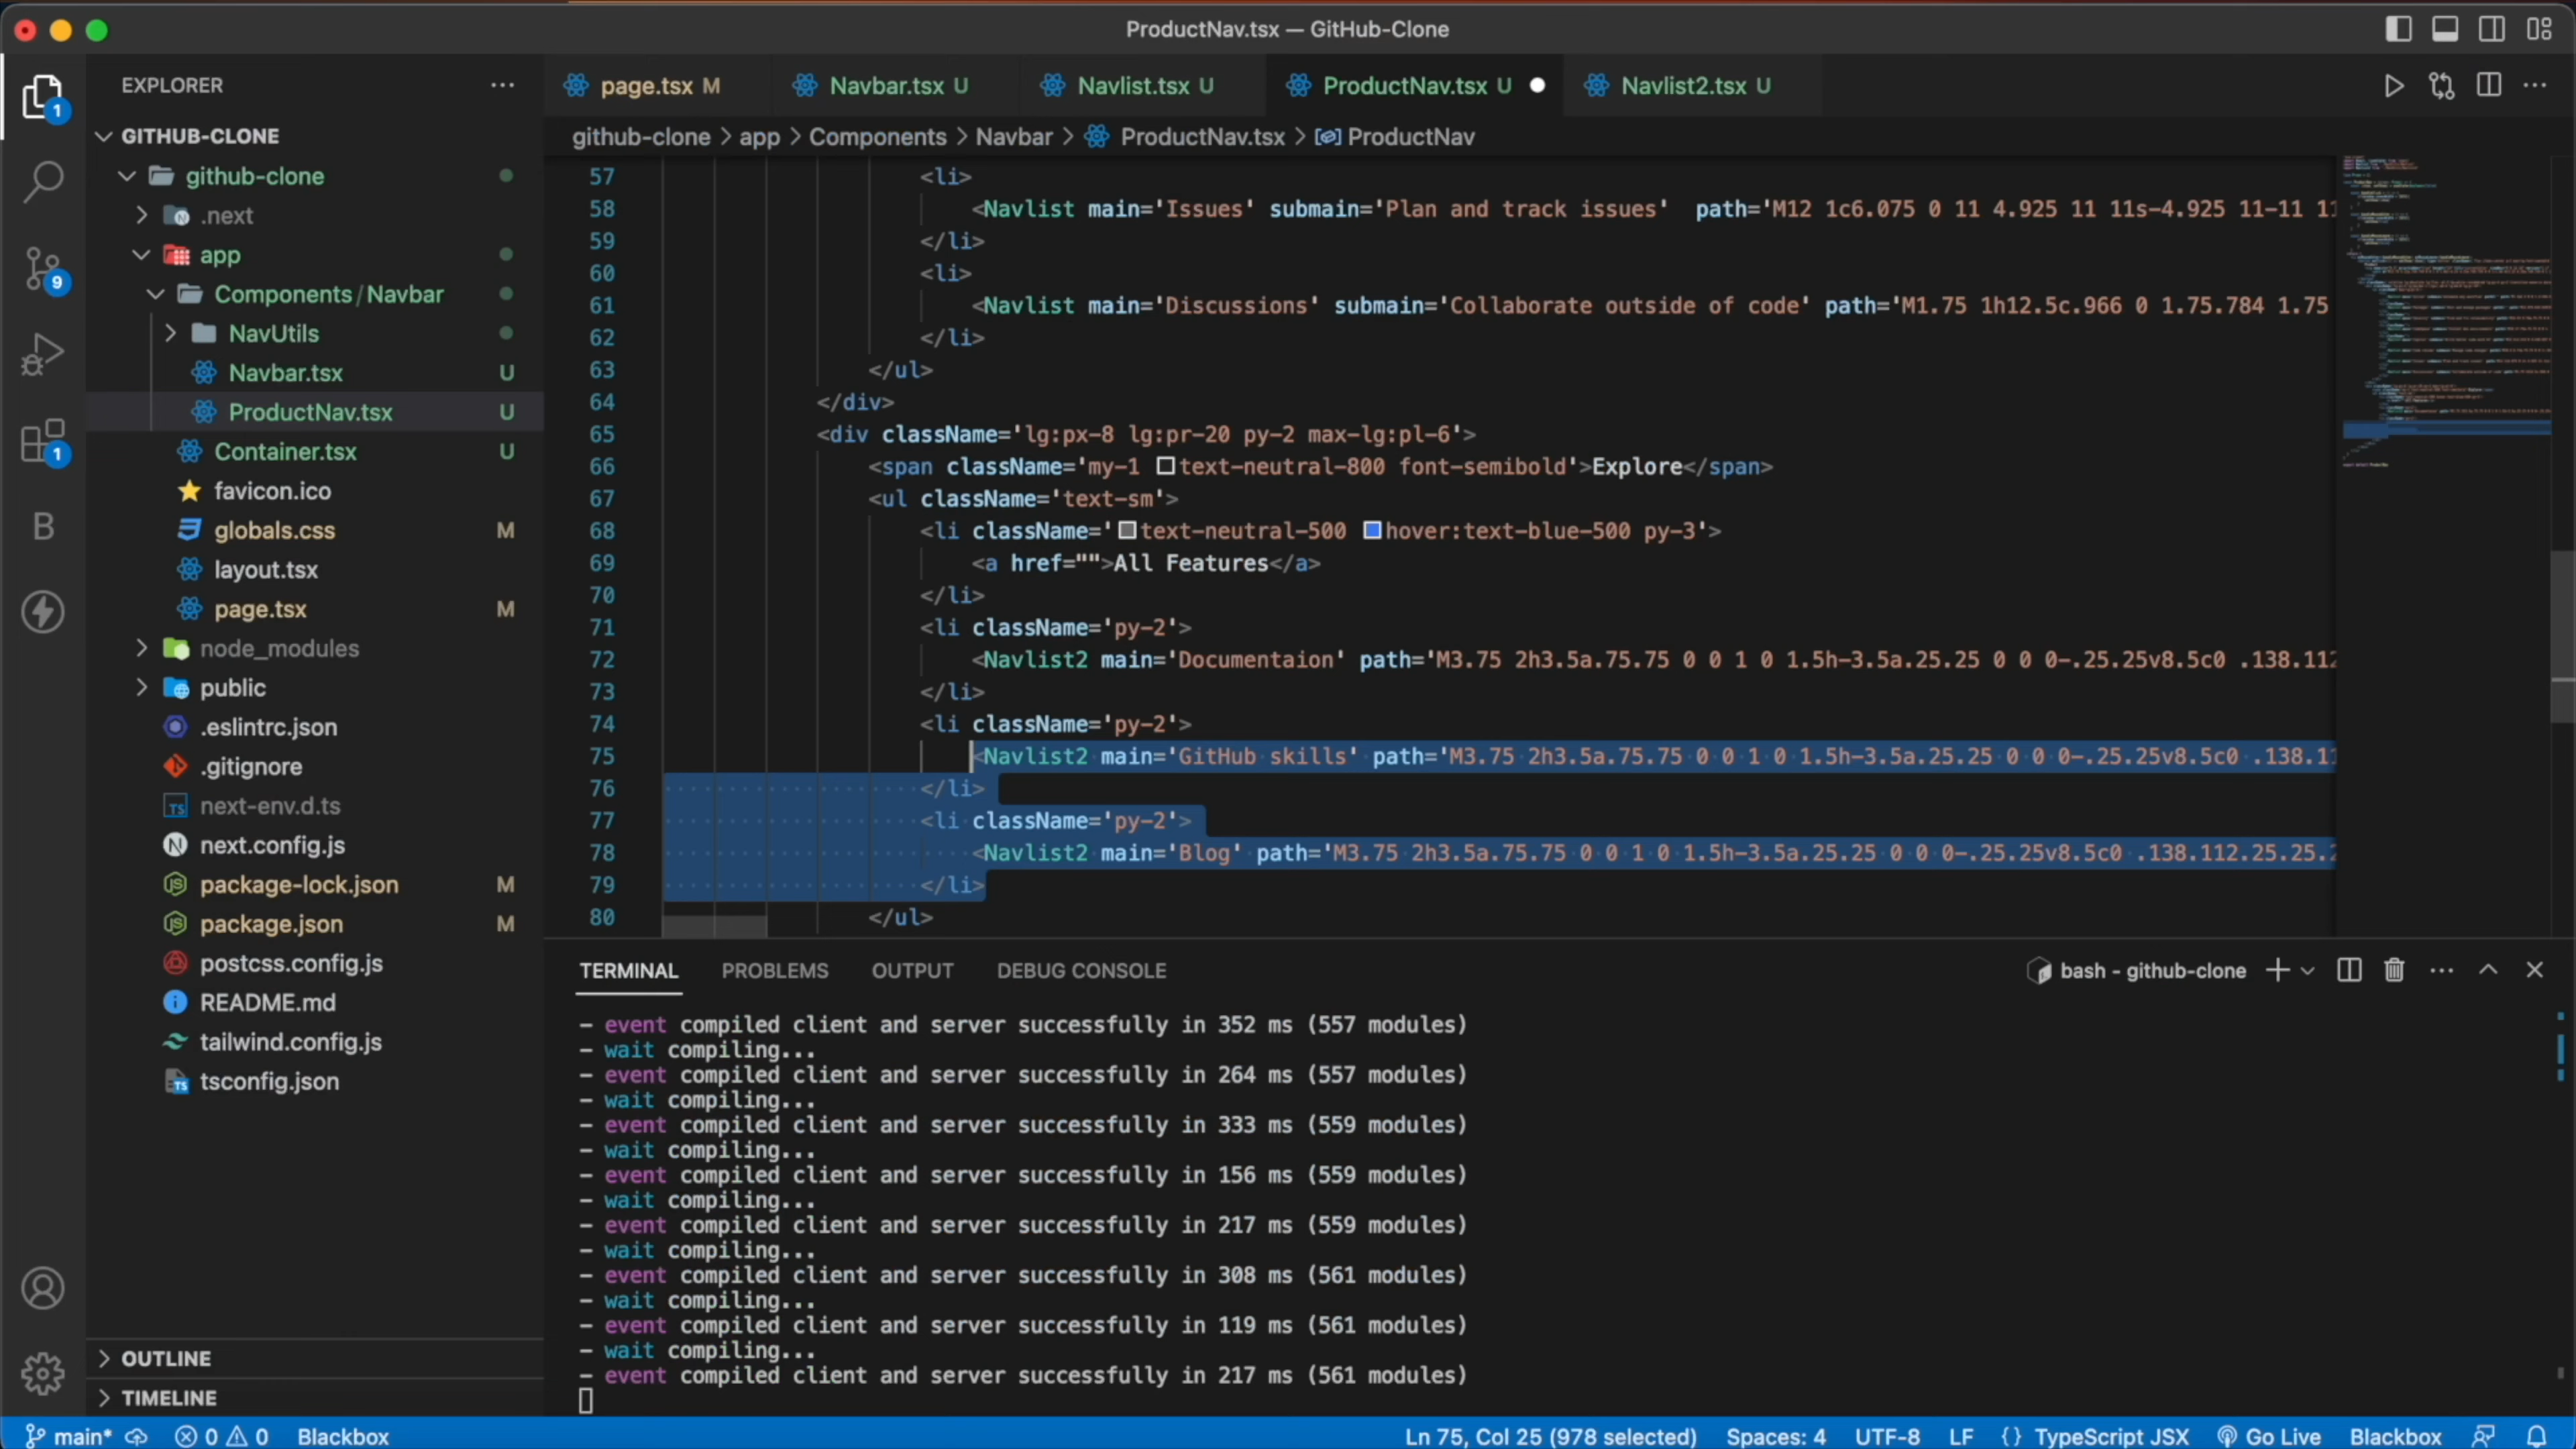 ProductNav.tsx — GitHub-Clone
EXPLORER
page.tsx M
Navbar.tsx U
Navlist.tsx U
ProductNav.tsx U
Navlist2.tsx U
1
GITHUB-CLONE
github-clone > app > Components > Navbar > ProductNav.tsx > ProductNav
github-clone
.next
app
9
Components/Navbar
NavUtils
Navbar.tsx U
ProductNav.tsx U
1
Container.tsx U
favicon.ico
B
globals.css M
layout.tsx
page.tsx M
node_modules
public
.eslintrc.json
.gitignore
next-env.d.ts
next.config.js
package-lock.json M
package.json M
postcss.config.js
README.md
tailwind.config.js
tsconfig.json
OUTLINE
TIMELINE
57 <li>
58 <Navlist main='Issues' submain='Plan and track issues'  path='M12 1c6.075 0 11 4.925 11 11s-4.925 11-11 11
59 </li>
60 <li>
61 <Navlist main='Discussions' submain='Collaborate outside of code' path='M1.75 1h12.5c.966 0 1.75.784 1.75
62 </li>
63 </ul>
64 </div>
65 <div className='lg:px-8 lg:pr-20 py-2 max-lg:pl-6'>
66 <span className='my-1 text-neutral-800 font-semibold'>Explore</span>
67 <ul className='text-sm'>
68 <li className='text-neutral-500 hover:text-blue-500 py-3'>
69 <a href="">All Features</a>
70 </li>
71 <li className='py-2'>
72 <Navlist2 main='Documentaion' path='M3.75 2h3.5a.75.75 0 0 1 0 1.5h-3.5a.25.25 0 0 0-.25.25v8.5c0 .138.112
73 </li>
74 <li className='py-2'>
75 <Navlist2 main='GitHub skills' path='M3.75 2h3.5a.75.75 0 0 1 0 1.5h-3.5a.25.25 0 0 0-.25.25v8.5c0 .138.11
76 </li>
77 <li className='py-2'>
78 <Navlist2 main='Blog' path='M3.75 2h3.5a.75.75 0 0 1 0 1.5h-3.5a.25.25 0 0 0-.25.25v8.5c0 .138.112.25.25.2
79 </li>
80 </ul>
TERMINAL PROBLEMS OUTPUT DEBUG CONSOLE
bash - github-clone
- event compiled client and server successfully in 352 ms (557 modules)
- wait compiling...
- event compiled client and server successfully in 264 ms (557 modules)
- wait compiling...
- event compiled client and server successfully in 333 ms (559 modules)
- wait compiling...
- event compiled client and server successfully in 156 ms (559 modules)
- wait compiling...
- event compiled client and server successfully in 217 ms (559 modules)
- wait compiling...
- event compiled client and server successfully in 308 ms (561 modules)
- wait compiling...
- event compiled client and server successfully in 119 ms (561 modules)
- wait compiling...
- event compiled client and server successfully in 217 ms (561 modules)
main* 0 0 Blackbox
Ln 75, Col 25 (978 selected) Spaces: 4 UTF-8 LF {} TypeScript JSX Go Live Blackbox